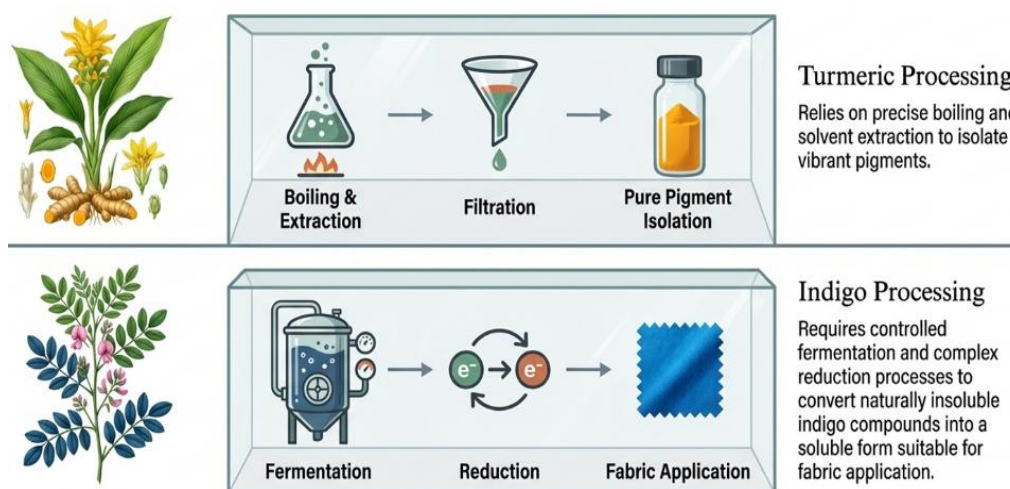 Turmeric Processing
Relies on precise boiling and
solvent extraction to isolate
vibrant pigments.
Boiling &
Extraction
Filtration
Pure Pigment
Isolation
Indigo Processing
Requires controlled
fermentation and complex
reduction processes to
convert naturally insoluble
indigo compounds into a
soluble form suitable for
fabric application.
e⁻
e⁻
Fermentation
Reduction
Fabric Application